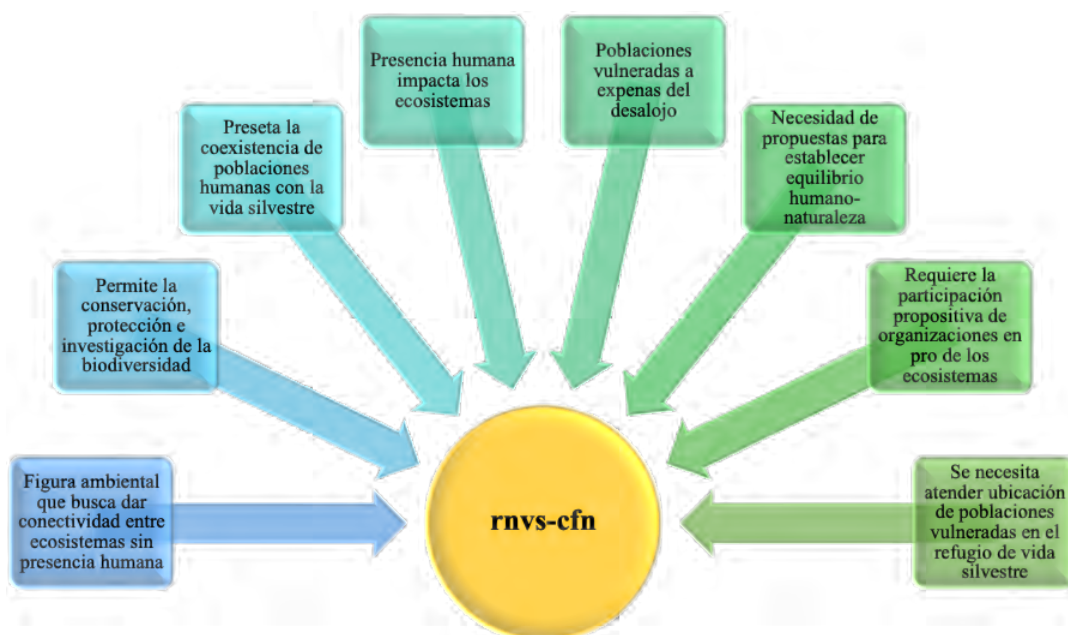 Figura ambiental
que busca dar
conectividad entre
ecosistemas sin
presencia humana
Permite la
conservación,
protección e
investigación de la
biodiversidad
Preseta la
coexistencia de
poblaciones
humanas con la
vida silvestre
Presencia humana
impacta los
ecosistemas
Poblaciones
vulneradas a
expenas del
desalojo
Necesidad de
propuestas para
establecer
equilibrio
humano-
naturaleza
Requiere la
participación
propositiva de
organizaciones en
pro de los
ecosistemas
Se necesita
atender ubicación
de poblaciones
vulneradas en el
refugio de vida
silvestre
rnvs-cfn